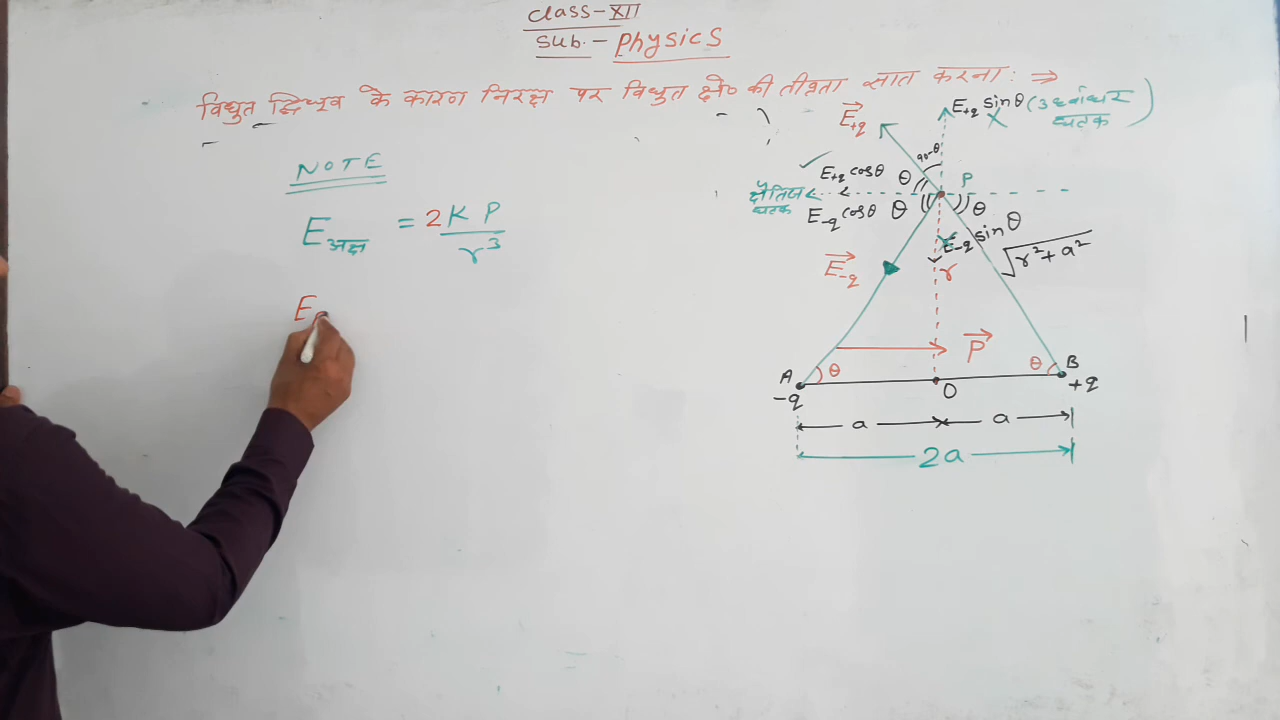 Class-XII
Sub.- Physics
विधुत द्विध्रुव के कारण निरक्ष पर विधुत क्षे० की तीव्रता ज्ञात करना: ⇒
NOTE
E अक्ष = 2KP/r³
E
E+q
E+q sinθ (उर्ध्वाधर
घटक)
X
90-θ
E+q cosθ θ P
क्षैतिज
घटक
E-q cosθ θ θ
E-q sinθ
√r²+a²
E-q r
P
A θ θ B
-q O +q
a a
2a